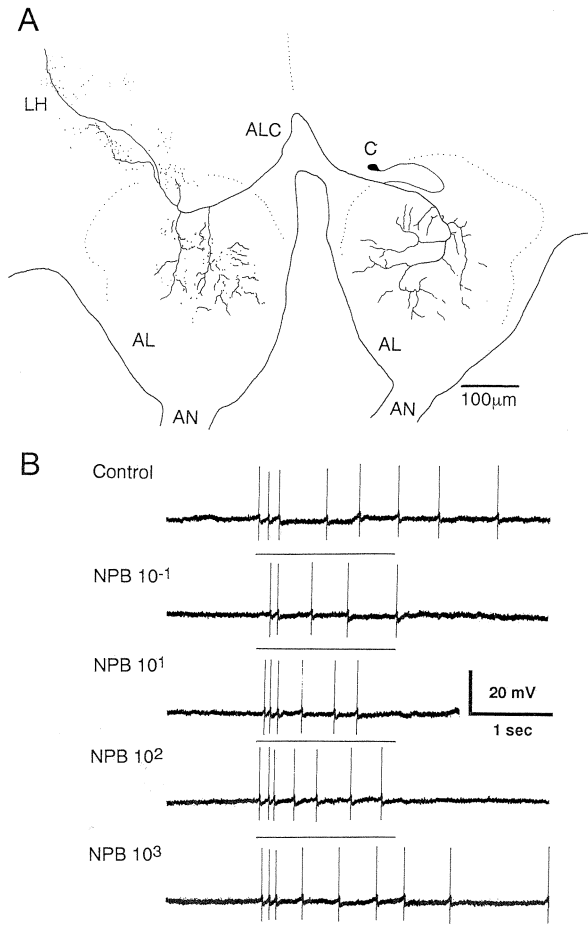 A
LH
ALC
C
AL
AL
AN
AN
100μm
B
Control
NPB 10-1
NPB 101
20 mV
1 sec
NPB 102
NPB 103